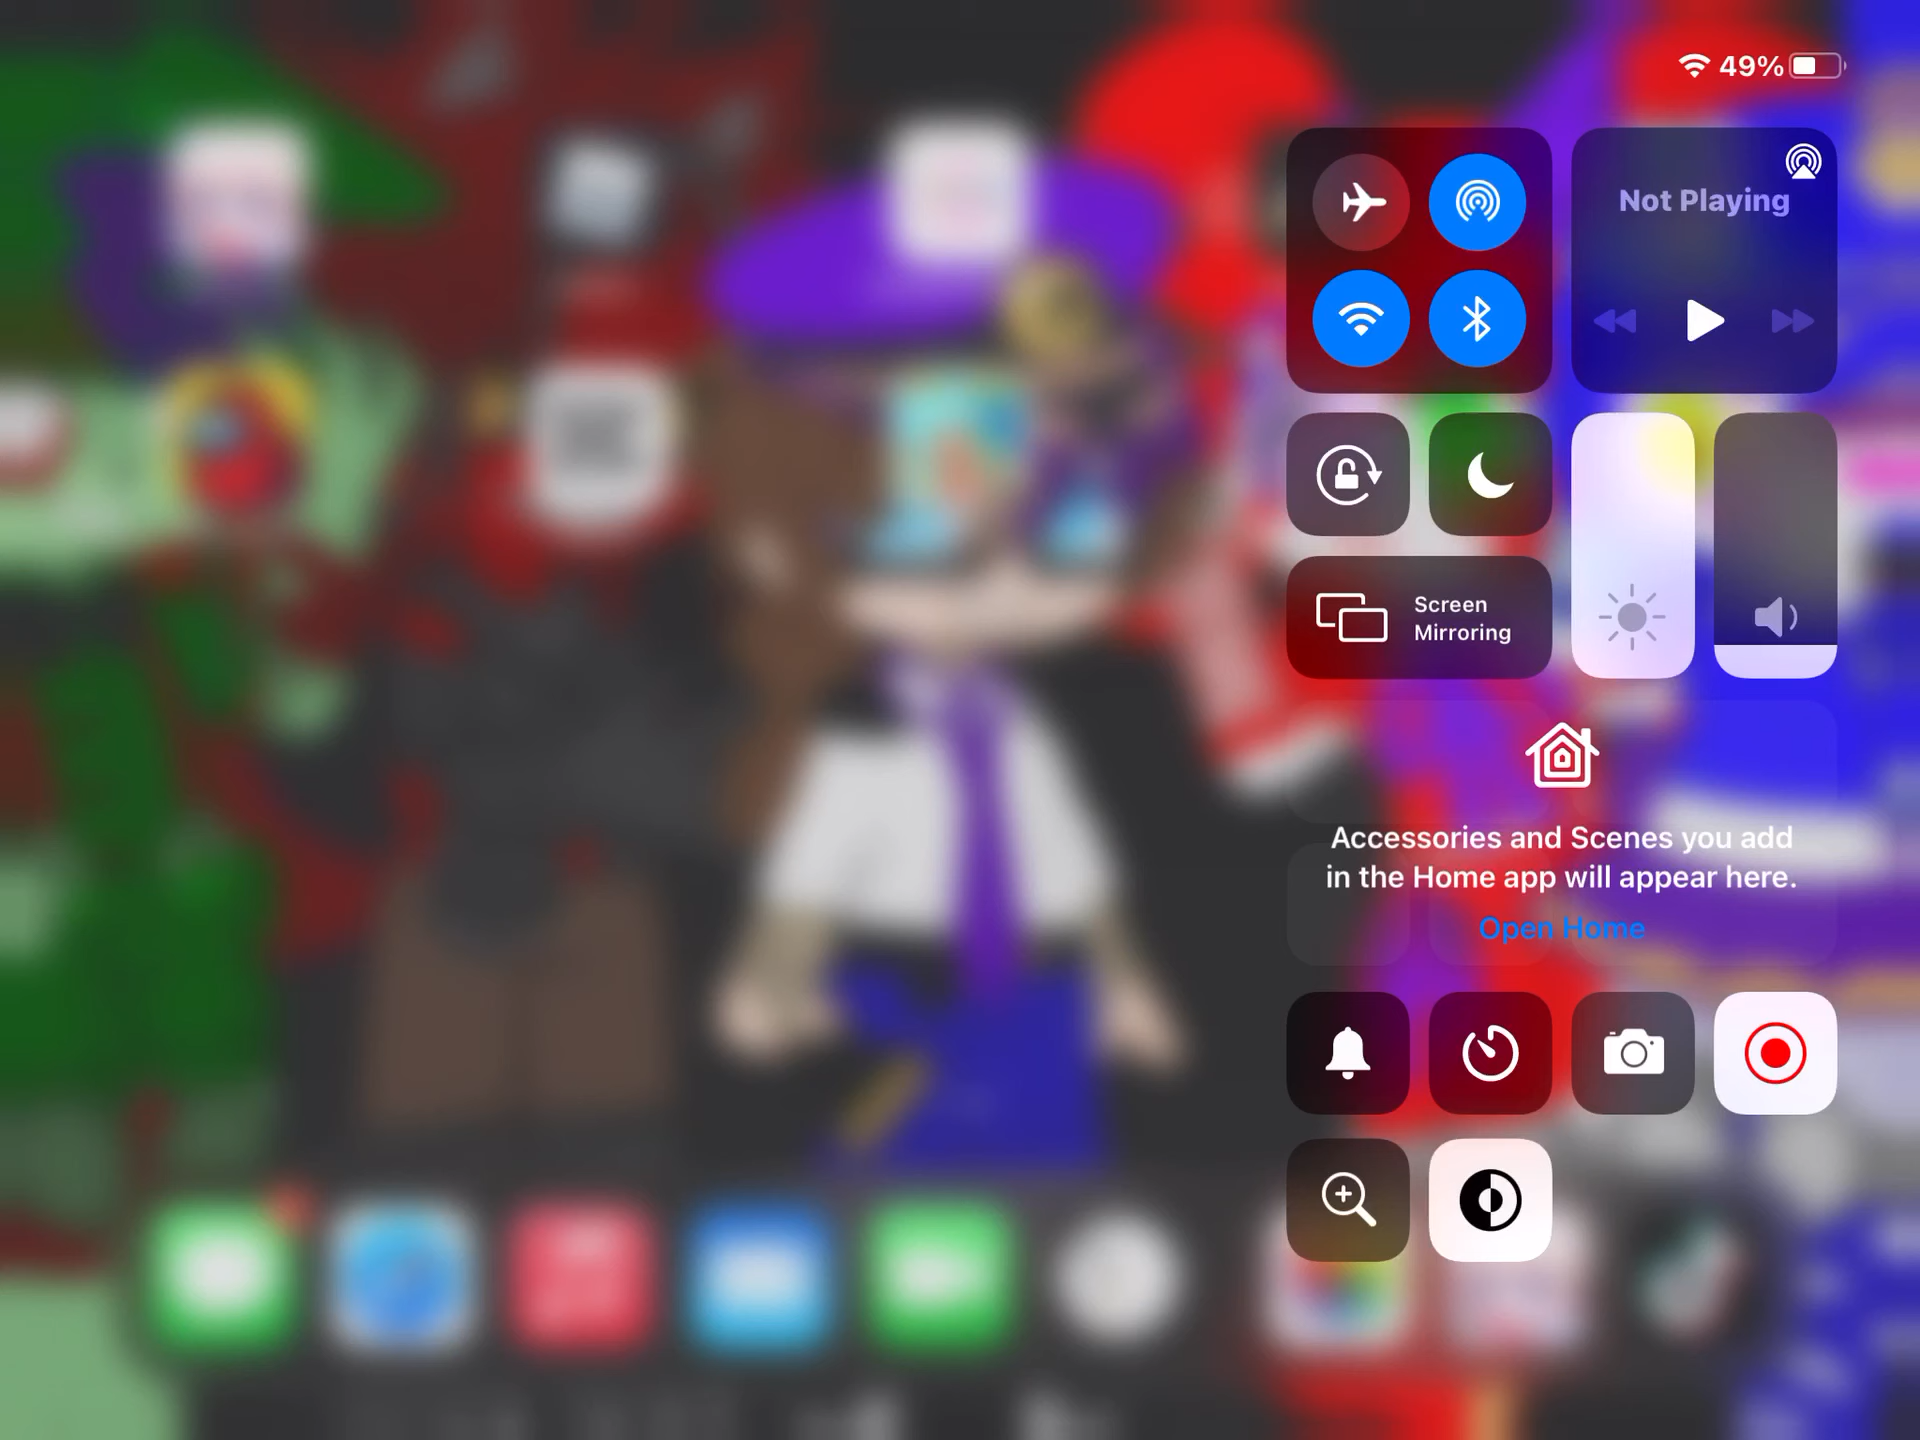 49%
Not Playing
Screen
Mirroring
Accessories and Scenes you add
in the Home app will appear here.
Open Home